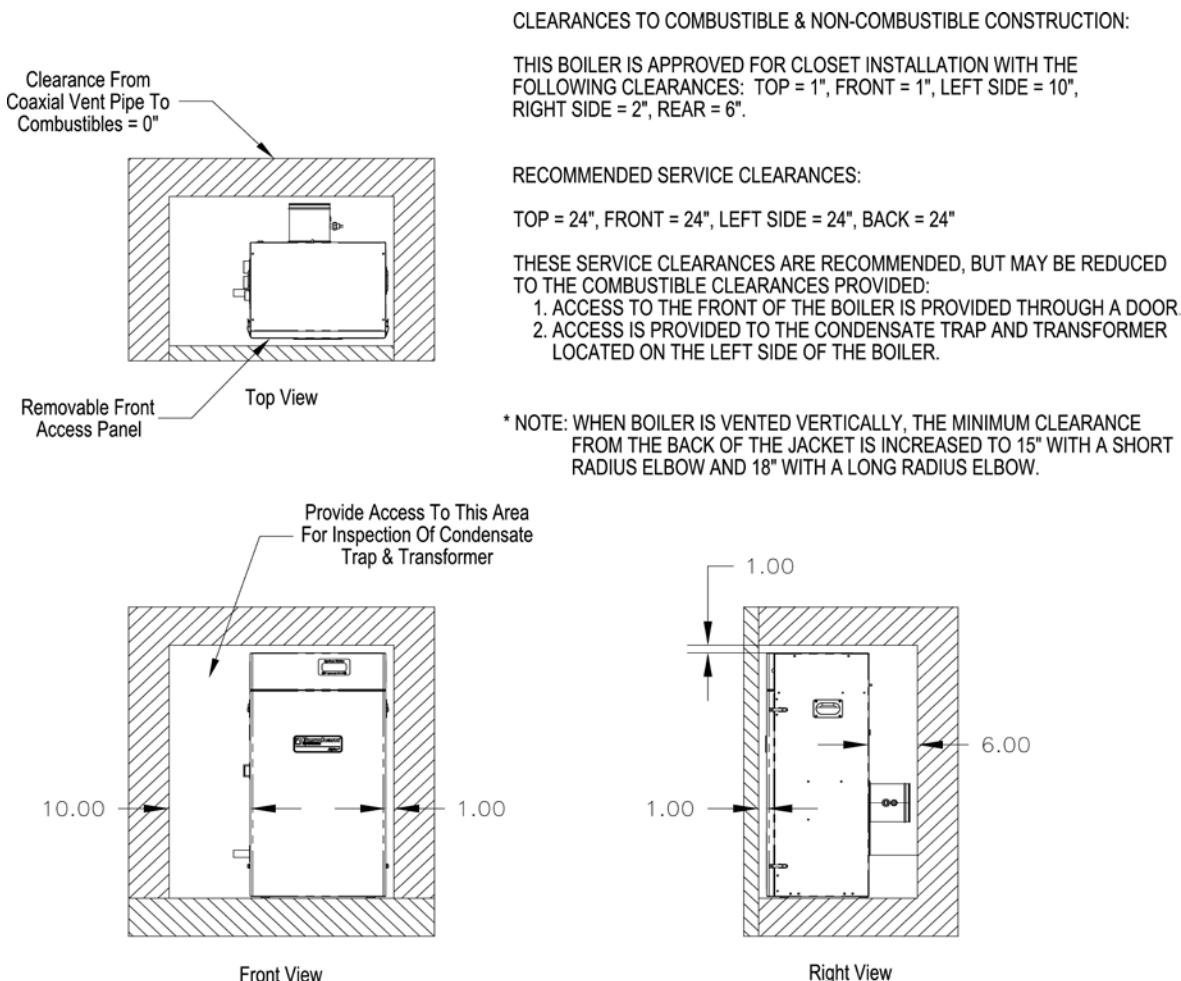 CLEARANCES TO COMBUSTIBLE & NON-COMBUSTIBLE CONSTRUCTION:
THIS BOILER IS APPROVED FOR CLOSET INSTALLATION WITH THE
FOLLOWING CLEARANCES: TOP = 1", FRONT = 1", LEFT SIDE = 10",
RIGHT SIDE = 2", REAR = 6".
RECOMMENDED SERVICE CLEARANCES:
TOP = 24", FRONT = 24", LEFT SIDE = 24", BACK = 24"
THESE SERVICE CLEARANCES ARE RECOMMENDED, BUT MAY BE REDUCED
TO THE COMBUSTIBLE CLEARANCES PROVIDED:
1. ACCESS TO THE FRONT OF THE BOILER IS PROVIDED THROUGH A DOOR.
2. ACCESS IS PROVIDED TO THE CONDENSATE TRAP AND TRANSFORMER
LOCATED ON THE LEFT SIDE OF THE BOILER.
* NOTE: WHEN BOILER IS VENTED VERTICALLY, THE MINIMUM CLEARANCE
FROM THE BACK OF THE JACKET IS INCREASED TO 15" WITH A SHORT
RADIUS ELBOW AND 18" WITH A LONG RADIUS ELBOW.
Clearance From
Coaxial Vent Pipe To
Combustibles = 0"
Removable Front
Access Panel
Top View
Provide Access To This Area
For Inspection Of Condensate
Trap & Transformer
10.00
1.00
Front View
1.00
6.00
1.00
Right View